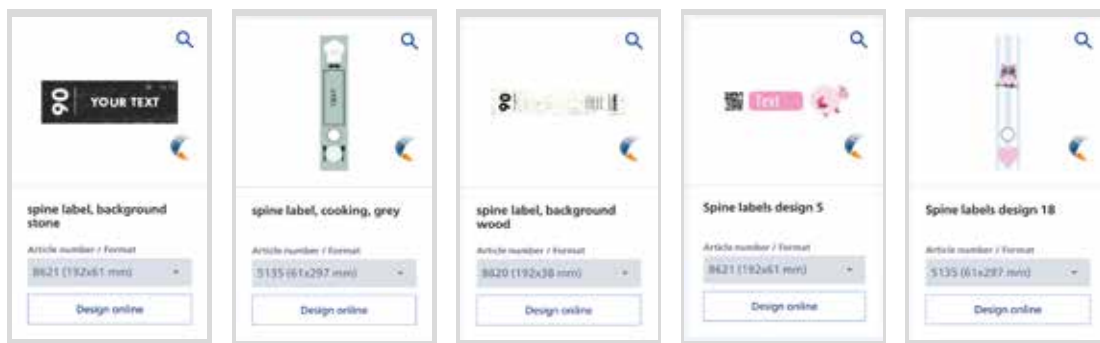 90 YOUR TEXT
spine label, background
stone
Article number / Format
8621 (192x61 mm)
Design online
TEXT
spine label, cooking, grey
Article number / Format
5135 (61x297 mm)
Design online
90
spine label, background
wood
Article number / Format
8620 (192x38 mm)
Design online
Text
Spine labels design 5
Article number / Format
8621 (192x61 mm)
Design online
Spine labels design 18
Article number / Format
5135 (61x297 mm)
Design online